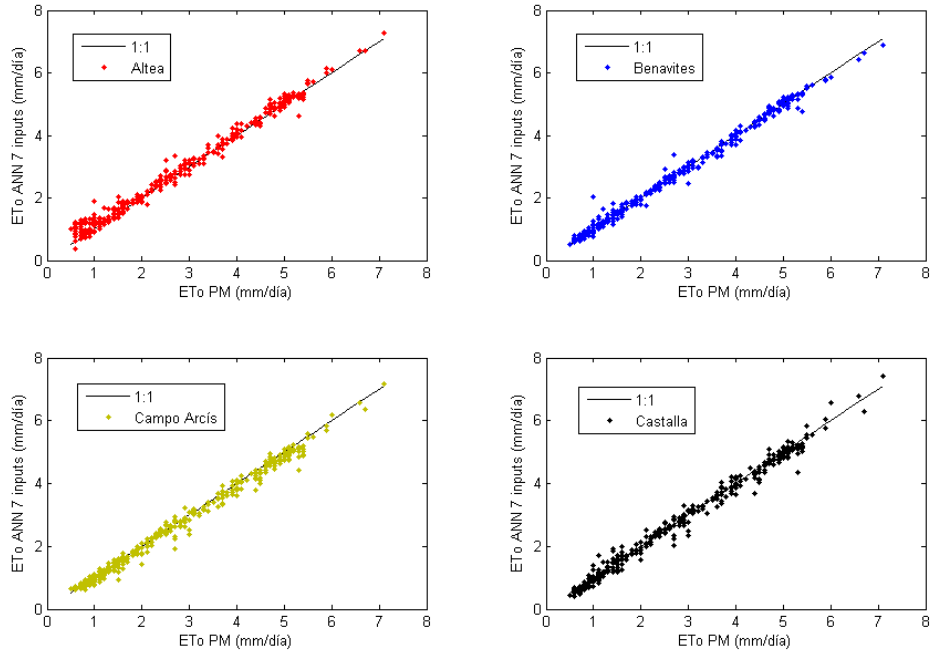 8
6
4
2
0
ETo ANN 7 inputs (mm/día)
1:1
Altea
0 1 2 3 4 5 6 7 8
ETo PM (mm/día)
8
6
4
2
0
ETo ANN 7 inputs (mm/día)
1:1
Benavites
0 1 2 3 4 5 6 7 8
ETo PM (mm/día)
8
6
4
2
0
ETo ANN 7 inputs (mm/día)
1:1
Campo Arcís
0 1 2 3 4 5 6 7 8
ETo PM (mm/día)
8
6
4
2
0
ETo ANN 7 inputs (mm/día)
1:1
Castalla
0 1 2 3 4 5 6 7 8
ETo PM (mm/día)